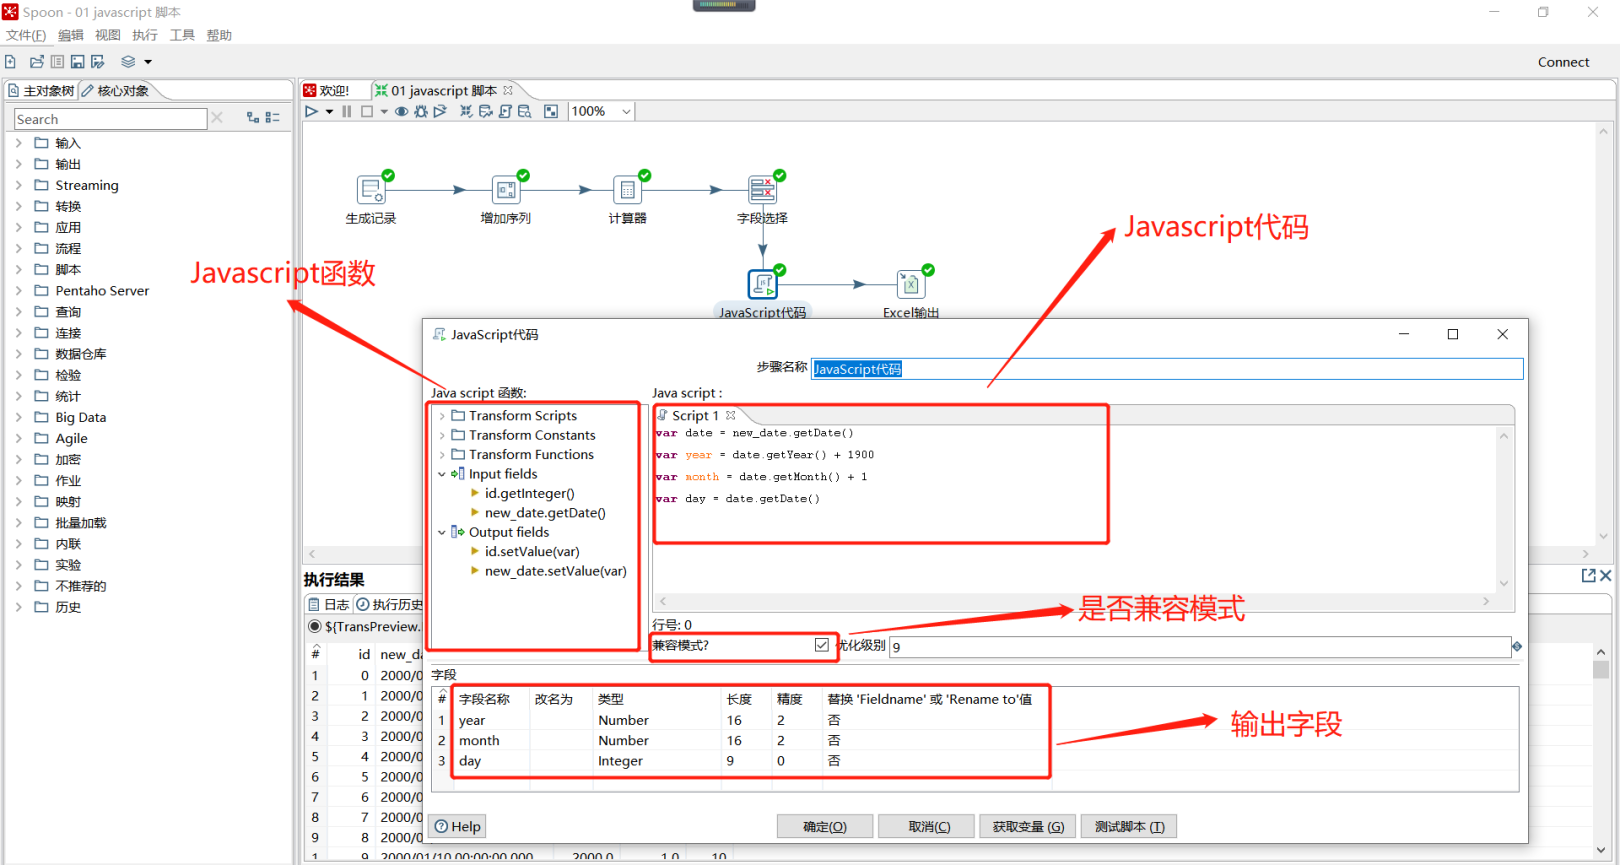 Spoon - 01 javascript 脚本
文件(F) 编辑 视图 执行 工具 帮助
Connect
主对象树 核心对象
Search
输入
输出
Streaming
转换
应用
流程
脚本
Pentaho Server
查询
连接
数据仓库
检验
统计
Big Data
Agile
加密
作业
映射
批量加载
内联
实验
不推荐的
历史
欢迎!
01 javascript 脚本
100%
生成记录
增加序列
计算器
字段选择
JavaScript代码
Excel输出
Javascript函数
Javascript代码
JavaScript代码
步骤名称 JavaScript代码
Java script 函数:
Transform Scripts
Transform Constants
Transform Functions
Input fields
id.getInteger()
new_date.getDate()
Output fields
id.setValue(var)
new_date.setValue(var)
Java script :
Script 1
var date = new_date.getDate()
var year = date.getYear() + 1900
var month = date.getMonth() + 1
var day = date.getDate()
行号: 0
是否兼容模式
兼容模式?
优化级别 9
字段
# 字段名称 改名为 类型 长度 精度 替换 'Fieldname' 或 'Rename to'值
1 year Number 16 2 否
2 month Number 16 2 否
3 day Integer 9 0 否
输出字段
Help 确定(O) 取消(C) 获取变量 (G) 测试脚本 (T)
执行结果
日志 执行历史
${TransPreview.
# id new_da
1 0 2000/0
2 1 2000/0
3 2 2000/0
4 3 2000/0
5 4 2000/0
6 5 2000/0
7 6 2000/0
8 7 2000/0
9 8 2000/0
1 9 2000/01/10 00:00:00.000 2000.0 1.0 10